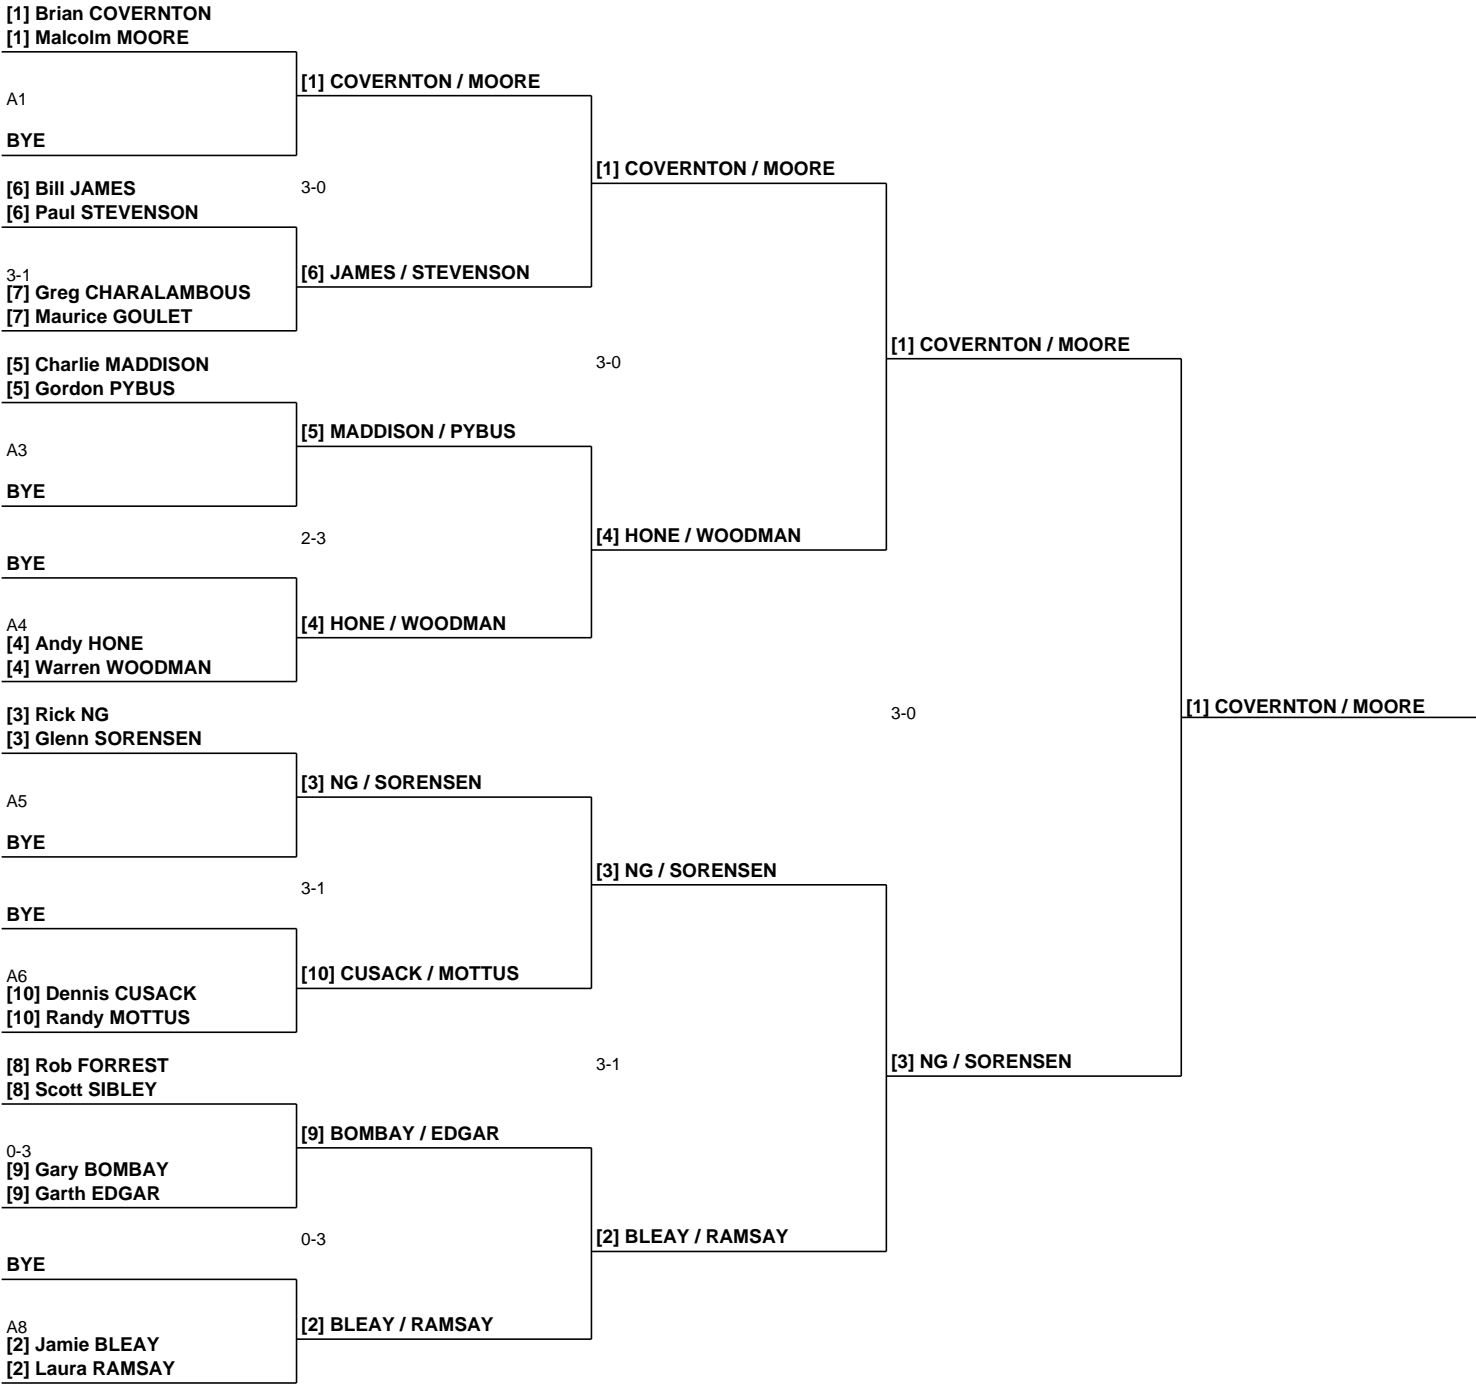 [1] Brian COVERNTON
[1] Malcolm MOORE
[1] COVERNTON / MOORE
A1
BYE
[1] COVERNTON / MOORE
[6] Bill JAMES
3-0
[6] Paul STEVENSON
[6] JAMES / STEVENSON
3-1
[7] Greg CHARALAMBOUS
[7] Maurice GOULET
[1] COVERNTON / MOORE
[5] Charlie MADDISON
3-0
[5] Gordon PYBUS
[5] MADDISON / PYBUS
A3
BYE
2-3
[4] HONE / WOODMAN
BYE
A4
[4] HONE / WOODMAN
[4] Andy HONE
[4] Warren WOODMAN
[1] COVERNTON / MOORE
[3] Rick NG
3-0
[3] Glenn SORENSEN
[3] NG / SORENSEN
A5
BYE
[3] NG / SORENSEN
3-1
BYE
A6
[10] CUSACK / MOTTUS
[10] Dennis CUSACK
[10] Randy MOTTUS
[8] Rob FORREST
3-1
[3] NG / SORENSEN
[8] Scott SIBLEY
[9] BOMBAY / EDGAR
0-3
[9] Gary BOMBAY
[9] Garth EDGAR
0-3
[2] BLEAY / RAMSAY
BYE
A8
[2] BLEAY / RAMSAY
[2] Jamie BLEAY
[2] Laura RAMSAY